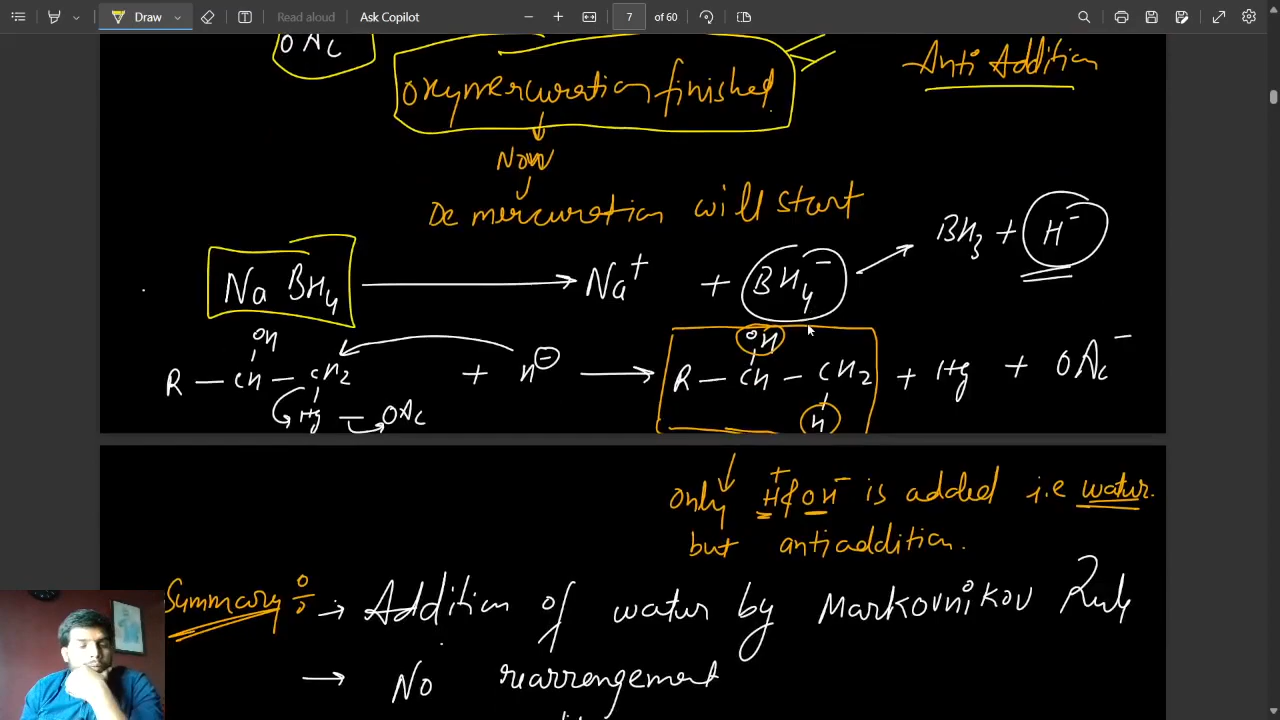 Draw
Read aloud
Ask Copilot
7
of 60
OAc
Oxymercuration finished
Anti Addition
Now
Demercuration will start
BH3 + H-
Na BH4 → Na+ + BH4-
OH
R — CH — CH2 + H- → R — CH — CH2 + Hg + OAc-
OH
Hg — OAc
H
only H+ & OH- is added i.e water.
but antiaddition.
Summary :
→ Addition of water by Markovnikov Rule
→ No rearrangement